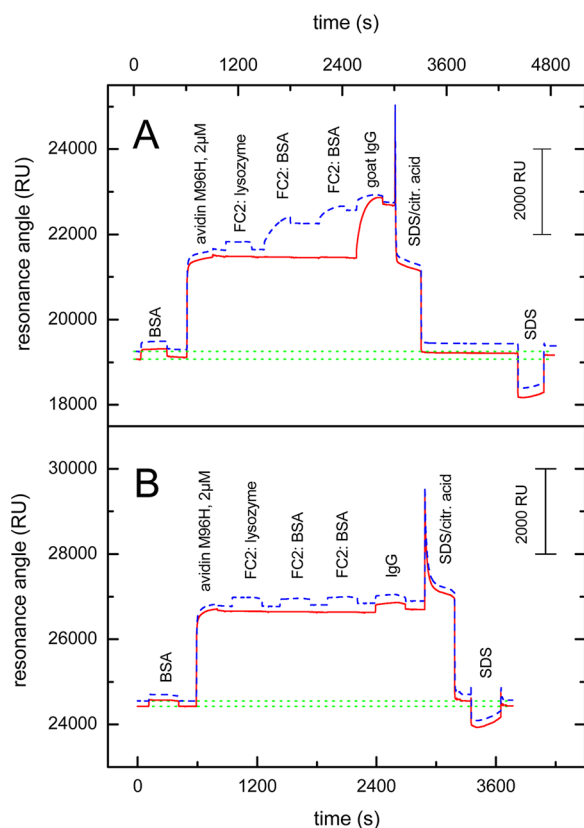 time (s)
0 1200 2400 3600 4800
A
resonance angle (RU)
24000
22000
20000
18000
BSA
avidin M96H, 2µM
FC2: lysozyme
FC2: BSA
FC2: BSA
goat IgG
SDS/citr. acid
SDS
2000 RU
B
resonance angle (RU)
30000
28000
26000
24000
BSA
avidin M96H, 2µM
FC2: lysozyme
FC2: BSA
FC2: BSA
IgG
SDS/citr. acid
SDS
2000 RU
0 1200 2400 3600
time (s)